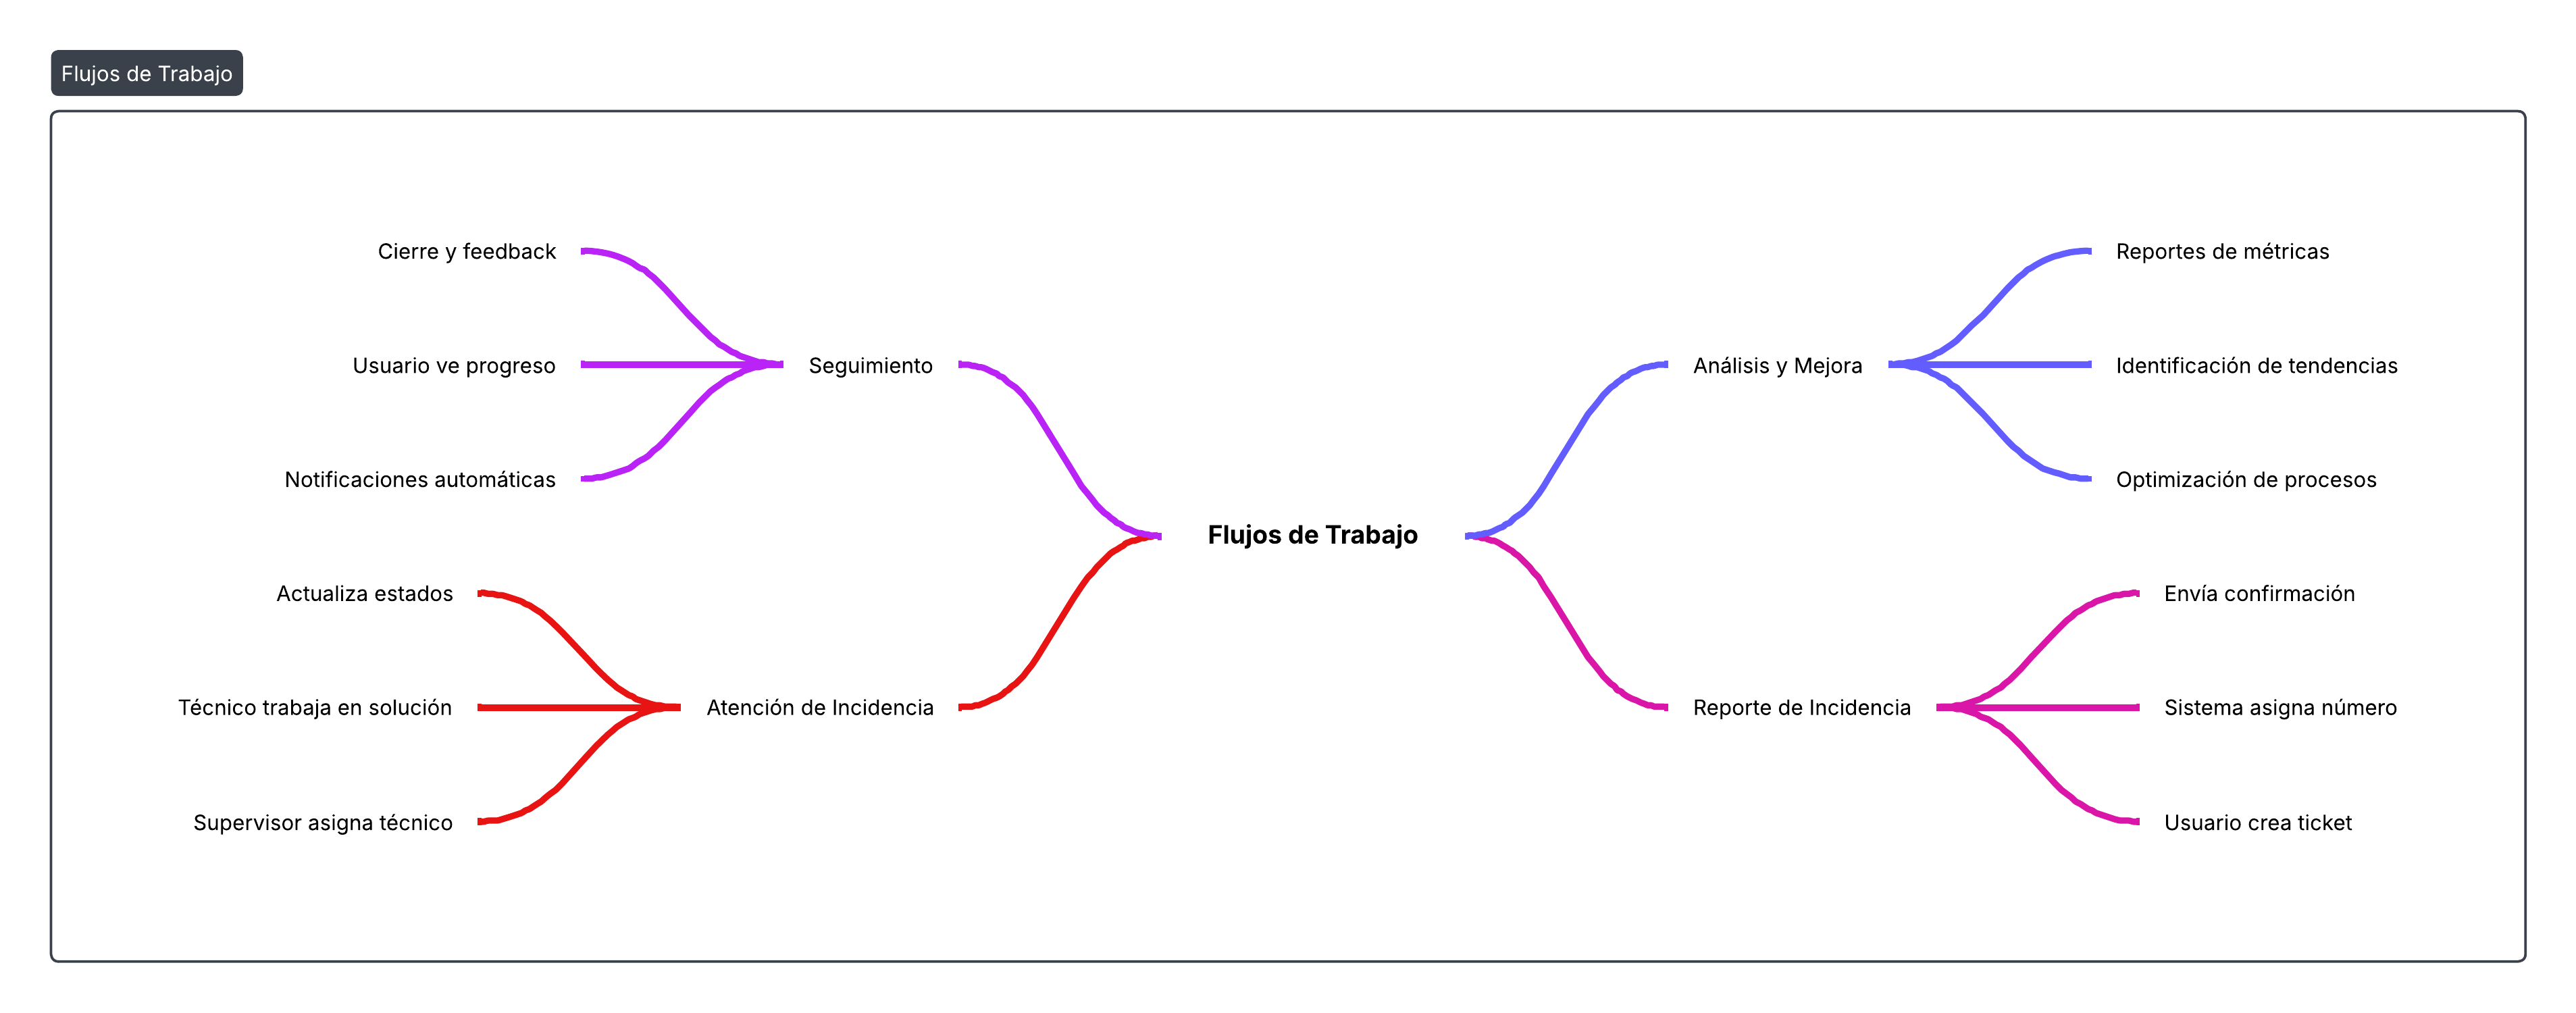 Flujos de Trabajo
Cierre y feedback
Usuario ve progreso
Notificaciones automáticas
Seguimiento
Actualiza estados
Técnico trabaja en solución
Supervisor asigna técnico
Atención de Incidencia
Flujos de Trabajo
Análisis y Mejora
Reportes de métricas
Identificación de tendencias
Optimización de procesos
Reporte de Incidencia
Envía confirmación
Sistema asigna número
Usuario crea ticket